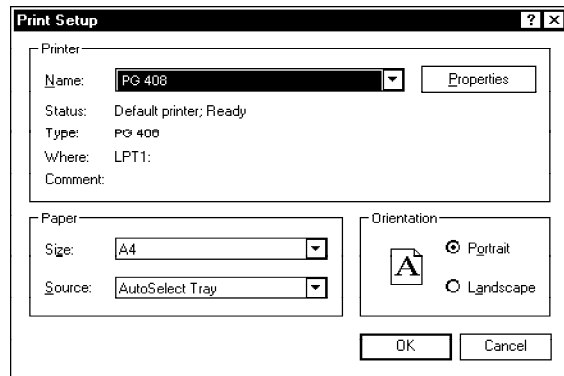 Print Setup
Printer
Name: PG 408 Properties
Status: Default printer; Ready
Type: PG 408
Where: LPT1:
Comment:
Paper
Size: A4
Source: AutoSelect Tray
Orientation
A
Portrait
Landscape
OK Cancel